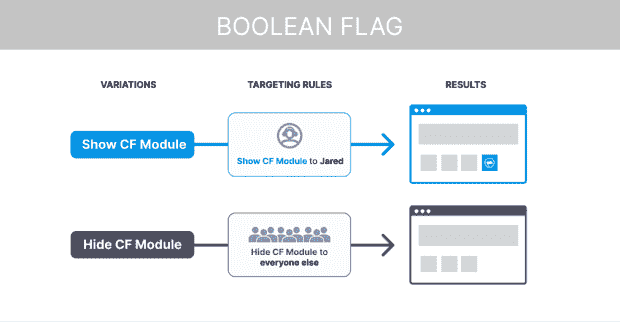 BOOLEAN FLAG
VARIATIONS
TARGETING RULES
RESULTS
Show CF Module
Show CF Module to Jared
Hide CF Module
Hide CF Module to
everyone else